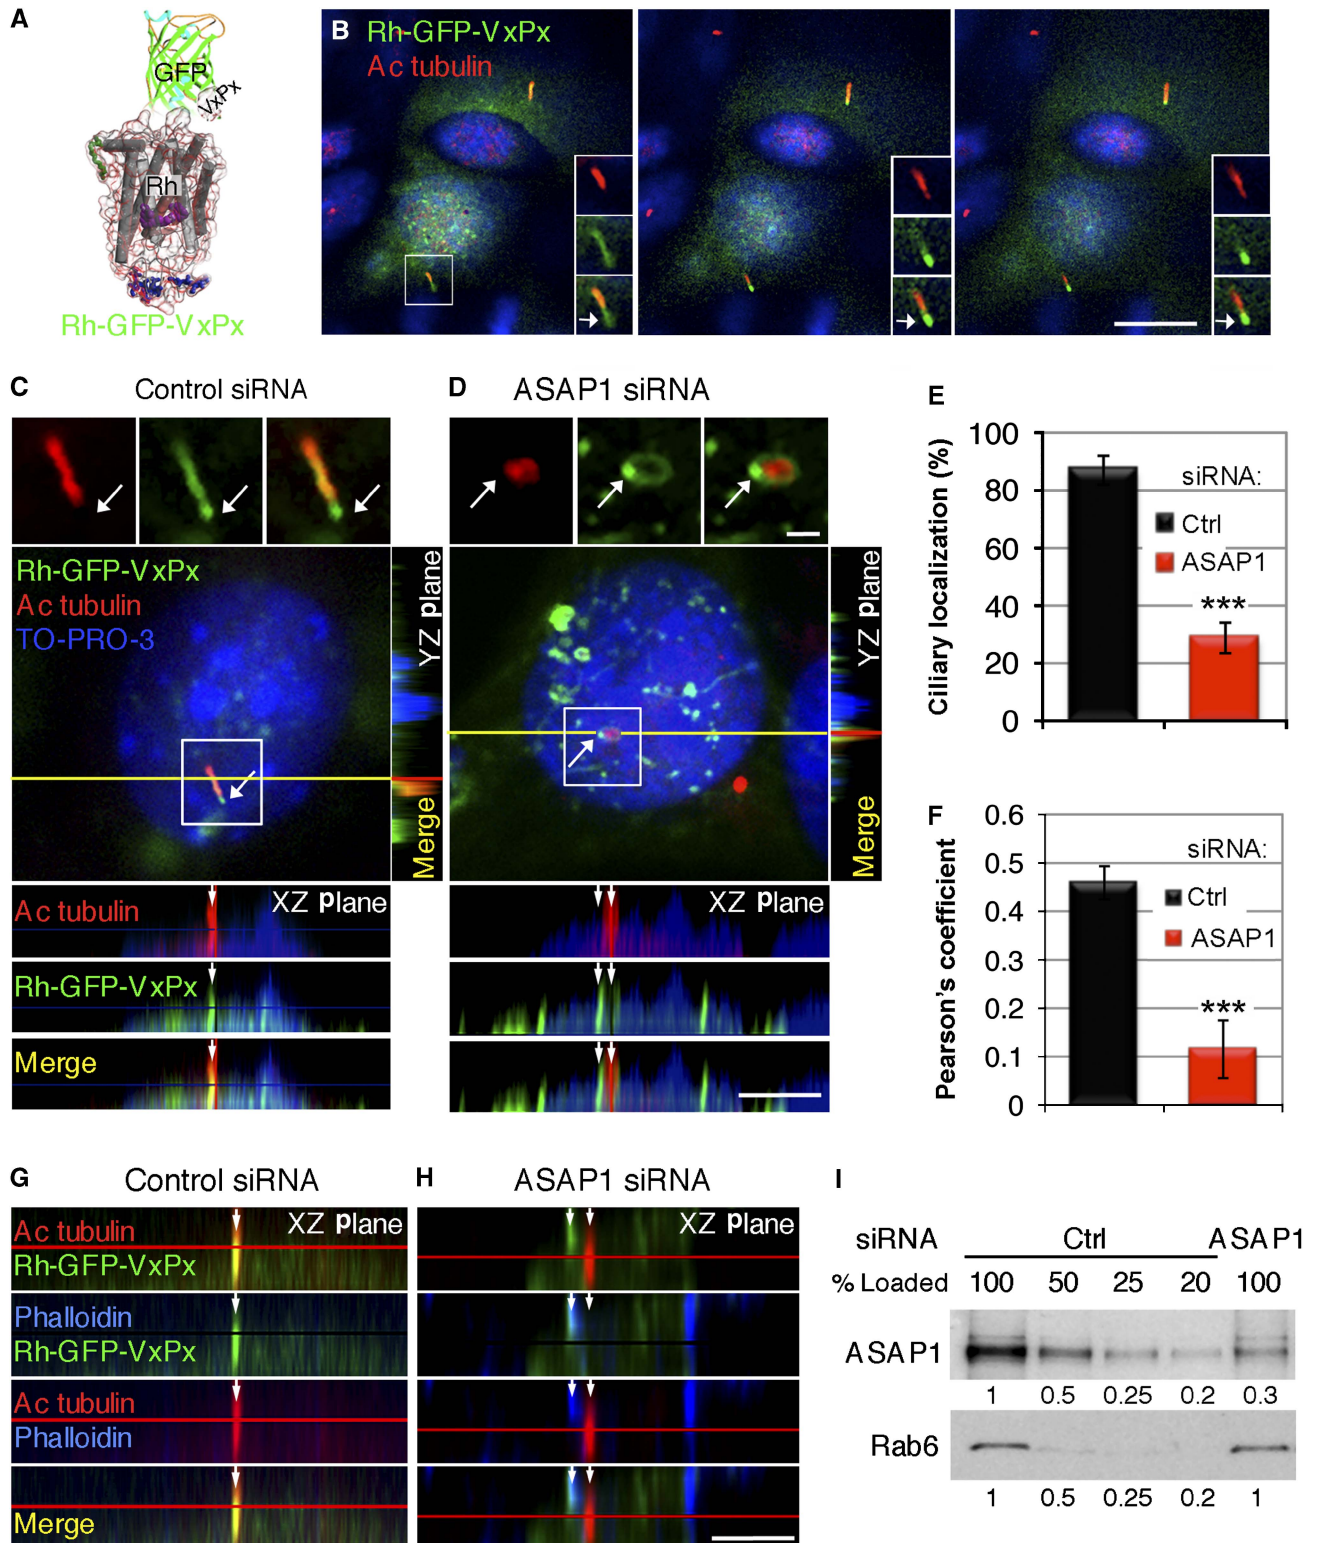 A
GFP
VxPx
Rh
Rh-GFP-VxPx
B
Rh-GFP-VxPx
Ac tubulin
C
Control siRNA
Rh-GFP-VxPx
Ac tubulin
TO-PRO-3
YZ plane
Merge
XZ plane
Ac tubulin
Rh-GFP-VxPx
Merge
D
ASAP1 siRNA
YZ plane
Merge
XZ plane
E
Ciliary localization (%)
100
80
60
40
20
0
siRNA:
Ctrl
ASAP1
***
F
Pearson's coefficient
0.6
0.5
0.4
0.3
0.2
0.1
0
siRNA:
Ctrl
ASAP1
***
G
Control siRNA
XZ plane
Ac tubulin
Rh-GFP-VxPx
Phalloidin
Rh-GFP-VxPx
Ac tubulin
Phalloidin
Merge
H
ASAP1 siRNA
XZ plane
I
siRNA Ctrl ASAP1
% Loaded 100 50 25 20 100
ASAP1
1 0.5 0.25 0.2 0.3
Rab6
1 0.5 0.25 0.2 1